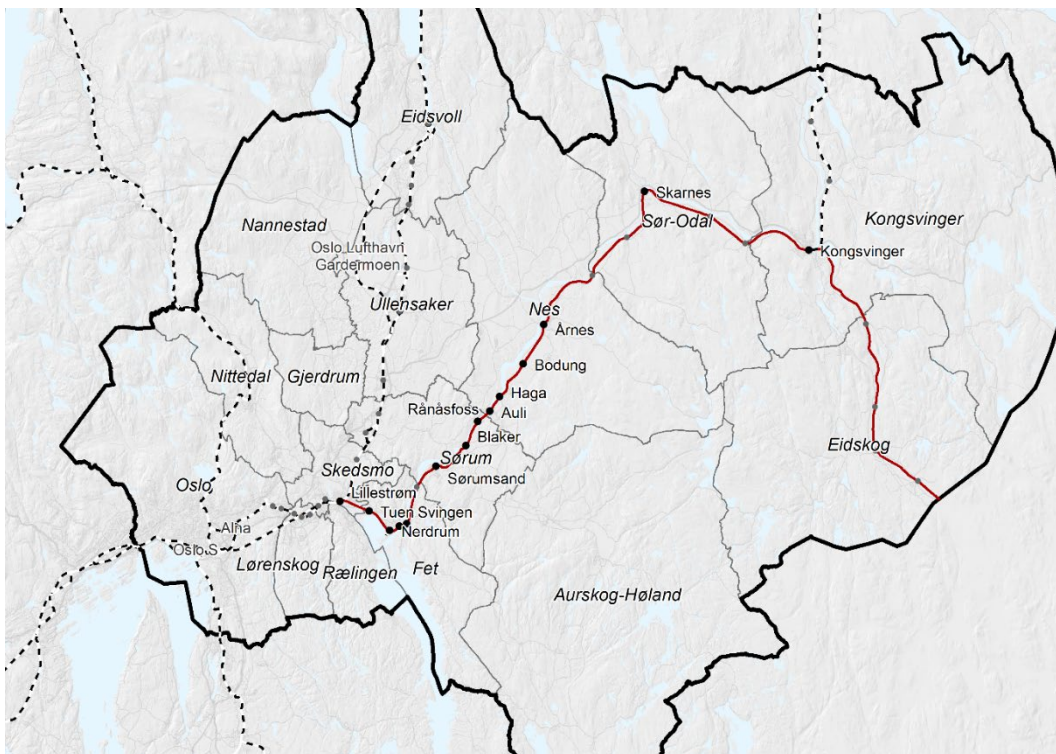 Eidsvoll
Skarnes
Nannestad
Sør-Odal
Kongsvinger
Oslo Lufthavn
Gardermoen
Kongsvinger
Ullensaker
Nes
Årnes
Bodung
Nittedal
Gjerdrum
Haga
Rånåsfoss
Auli
Blaker
Eidskog
Sørum
Skedsmo
Sørumsand
Oslo
Lillestrøm
Tuen Svingen
Alna
Nerdrum
Oslo S
Lørenskog
Rælingen
Fet
Aurskog-Høland